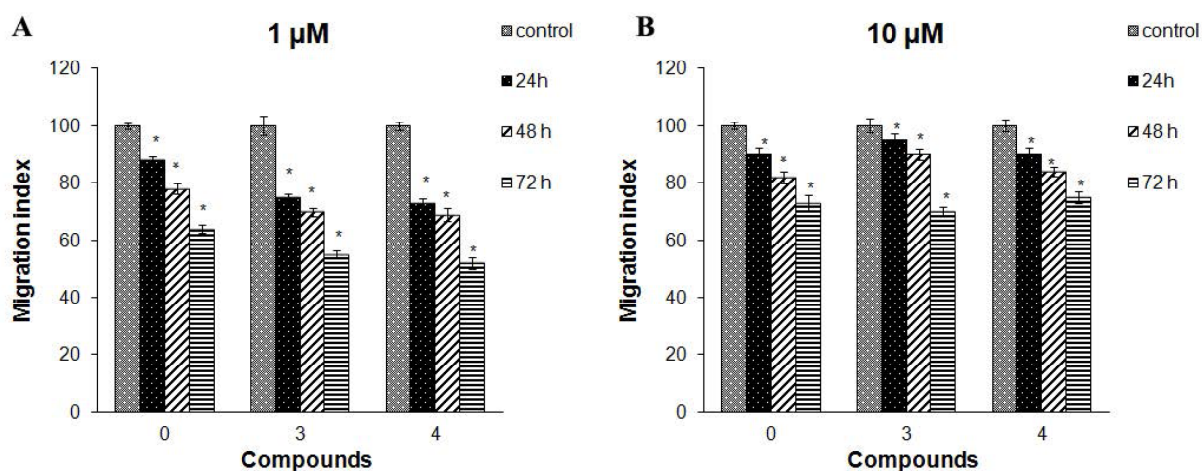 A
1 µM
control
24h
48 h
72 h
120
100
80
60
40
20
0
Migration index
* * *
* * *
* * *
0 3 4
Compounds
B
10 µM
control
24h
48 h
72 h
120
100
80
60
40
20
0
Migration index
* * *
* * *
* * *
0 3 4
Compounds